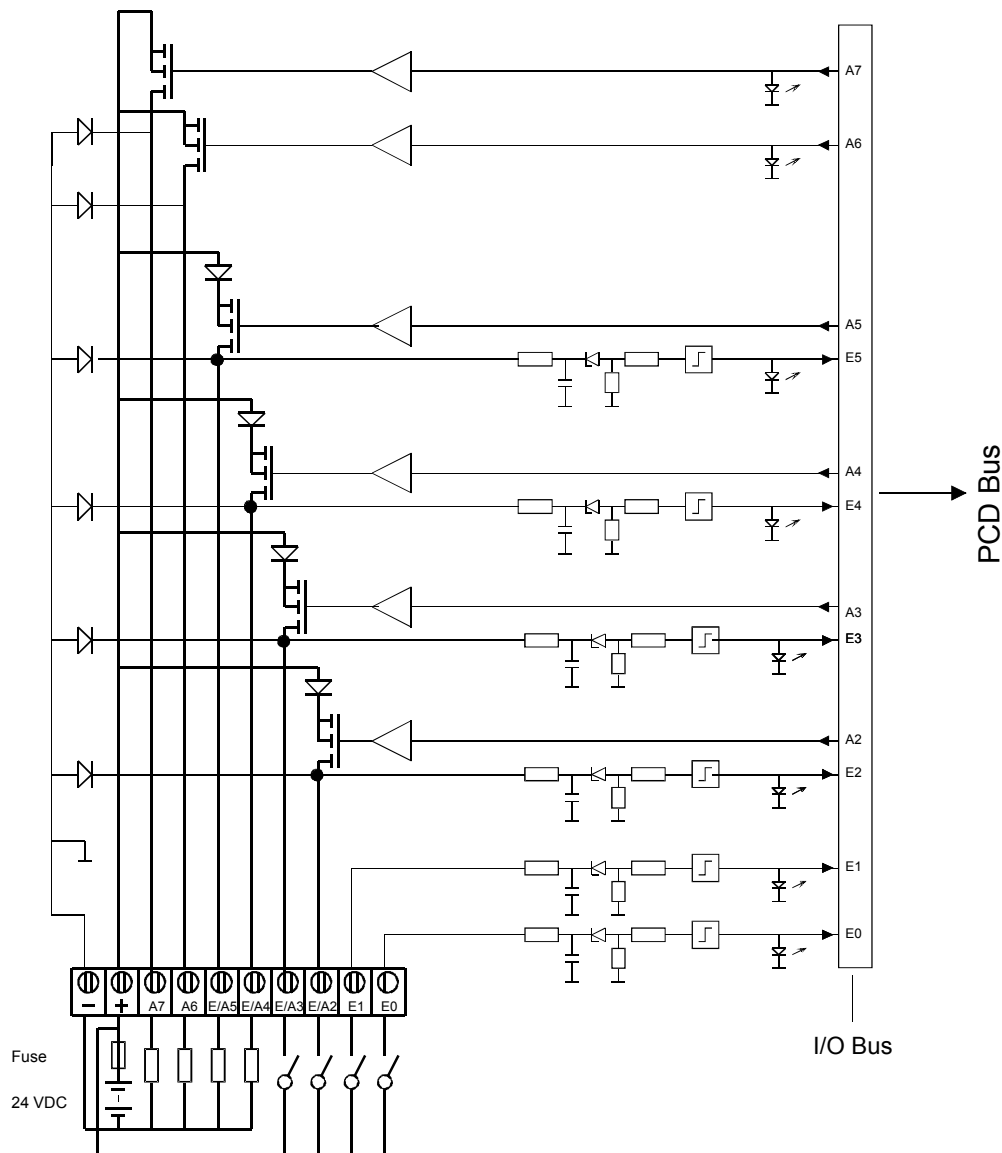 A7
A6
A5
E5
A4
E4
PCD Bus
A3
E3
A2
E2
E1
E0
- + A7 A6 E/A5 E/A4 E/A3 E/A2 E1 E0
I/O Bus
Fuse
24 VDC